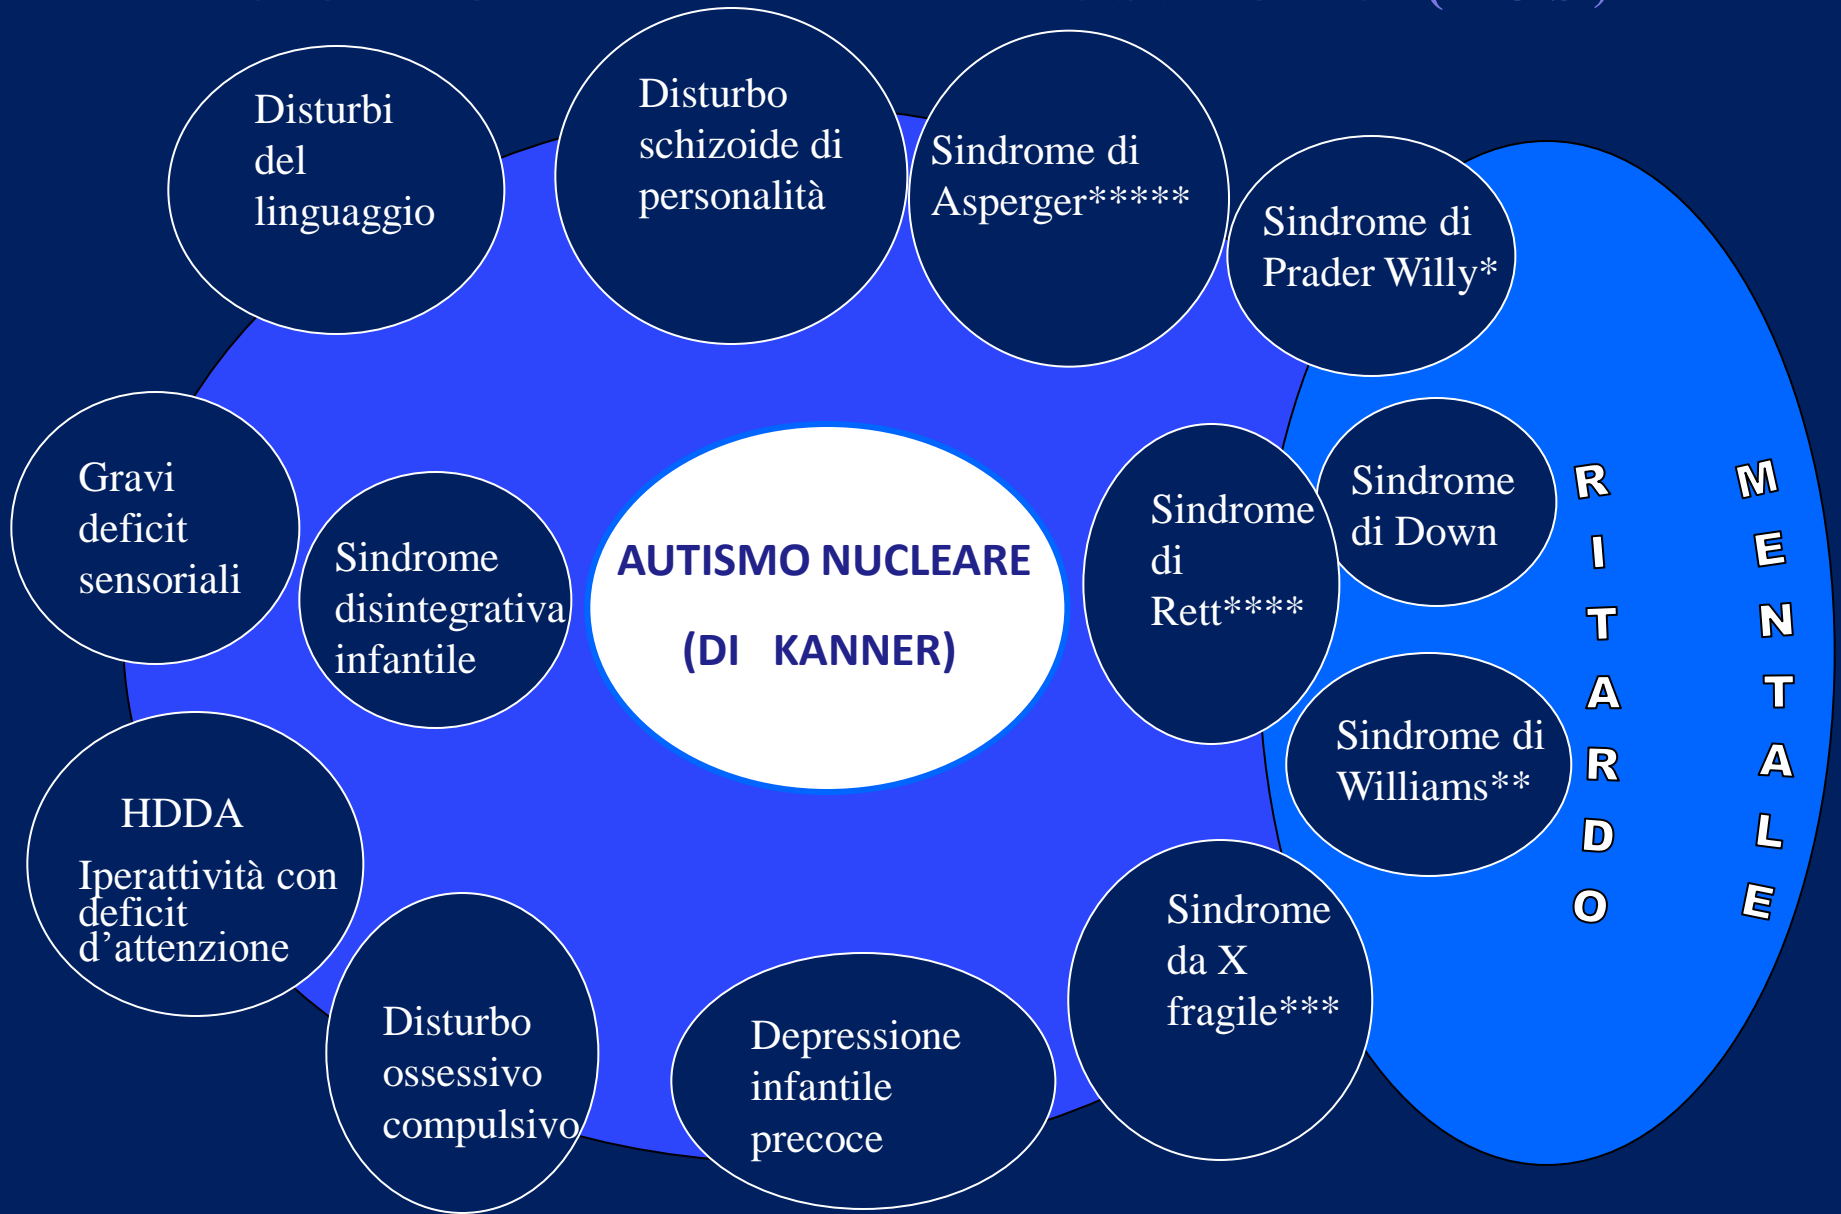 Disturbi
del
linguaggio
Disturbo
schizoide di
personalità
Sindrome di
Asperger*****
Sindrome di
Prader Willy*
Gravi
deficit
sensoriali
Sindrome
disintegrativa
infantile
AUTISMO NUCLEARE
(DI KANNER)
Sindrome
di
Rett****
Sindrome
di Down
RITARDO
MENTALE
Sindrome di
Williams**
HDDA
Iperattività con
deficit
d’attenzione
Disturbo
ossessivo
compulsivo
Depressione
infantile
precoce
Sindrome
da X
fragile***